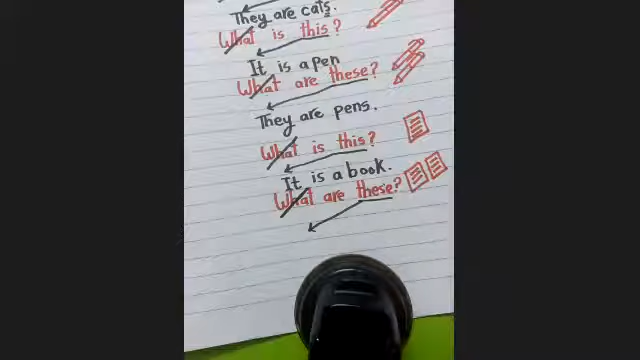 They are cats.
What is this?
It is a pen
What are these?
They are pens.
What is this?
It is a book.
What are these?